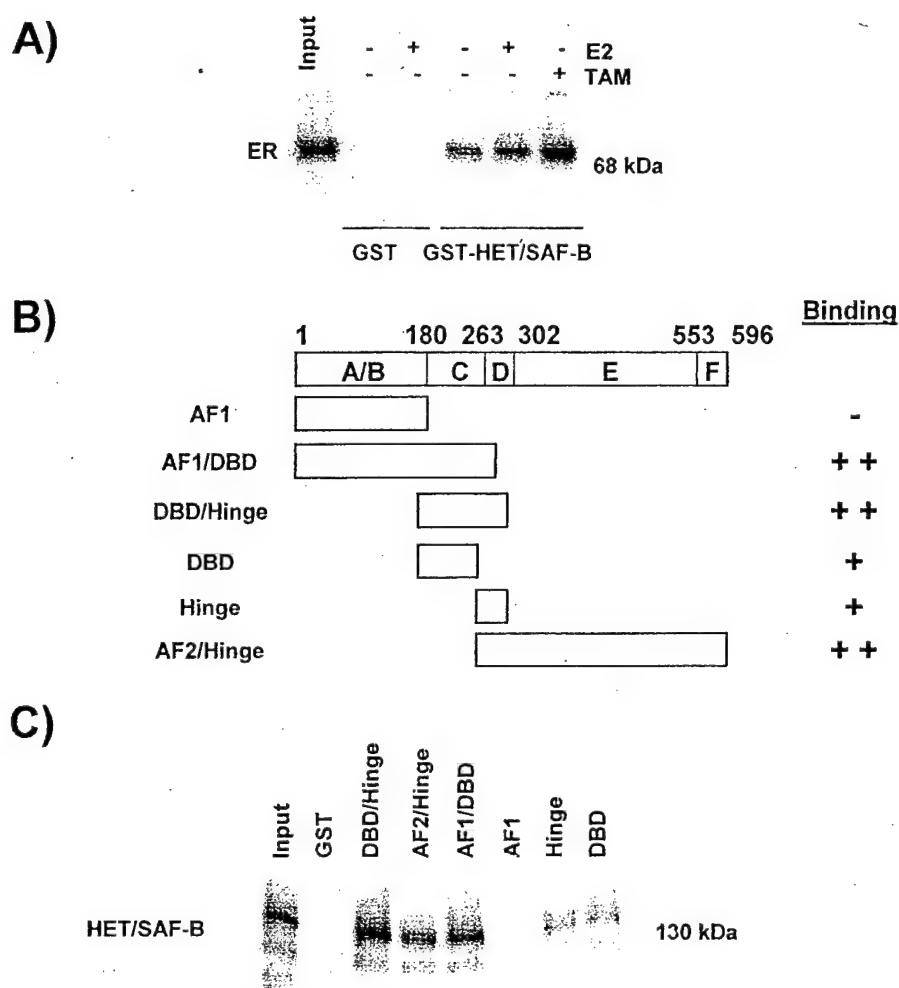 A)
Input
- + - + - E2
- - - - + TAM
ER
68 kDa
GST GST-HET/SAF-B
B)
Binding
1 180 263 302 553 596
A/B C D E F
AF1 -
AF1/DBD + +
DBD/Hinge + +
DBD +
Hinge +
AF2/Hinge + +
C)
Input GST DBD/Hinge AF2/Hinge AF1/DBD AF1 Hinge DBD
HET/SAF-B 130 kDa